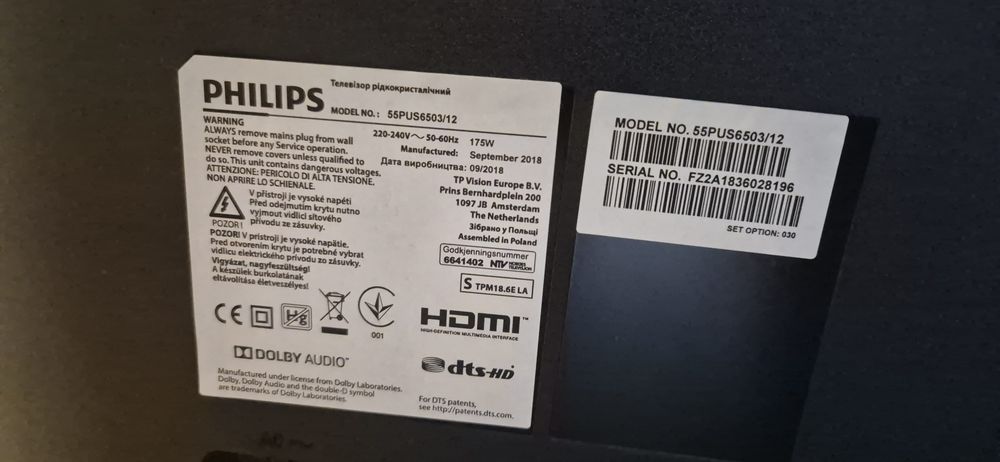 PHILIPS
Телевізор рідкокристалічний
MODEL NO.: 55PUS6503/12
WARNING
ALWAYS remove mains plug from wall
socket before any Service operation.
NEVER remove covers unless qualified to
do so. This unit contains dangerous voltages.
ATTENZIONE: PERICOLO DI ALTA TENSIONE.
NON APRIRE LO SCHIENALE.
V přístroji je vysoké napětí
Před odejmutím krytu nutno
vyjmout vidlici síťového
přívodu ze zásuvky.
POZOR!
POZOR! V prístroji je vysoké napätie.
Pred otvorením krytu je potrebné vybrat
vidlicu elektrického prívodu zo zásuvky.
Vigyázat, nagyfeszültség!
A készülék burkolatának
eltávolítása életveszélyes!
220-240V~ 50-60Hz 175W
Manufactured: September 2018
Дата виробництва: 09/2018
TP Vision Europe B.V.
Prins Bernhardplein 200
1097 JB Amsterdam
The Netherlands
Зібрано у Польщі
Assembled in Poland
Godkjenningsnummer
6641402 NTV NORGES TELEVISION
S TPM18.6E LA
CE
Hg
001
HDMI™
HIGH-DEFINITION MULTIMEDIA INTERFACE
DOLBY AUDIO™
dts-HD
Manufactured under license from Dolby Laboratories.
Dolby, Dolby Audio and the double-D symbol
are trademarks of Dolby Laboratories.
For DTS patents,
see http://patents.dts.com.
MODEL NO. 55PUS6503/12
SERIAL NO. FZ2A1836028196
SET OPTION: 030